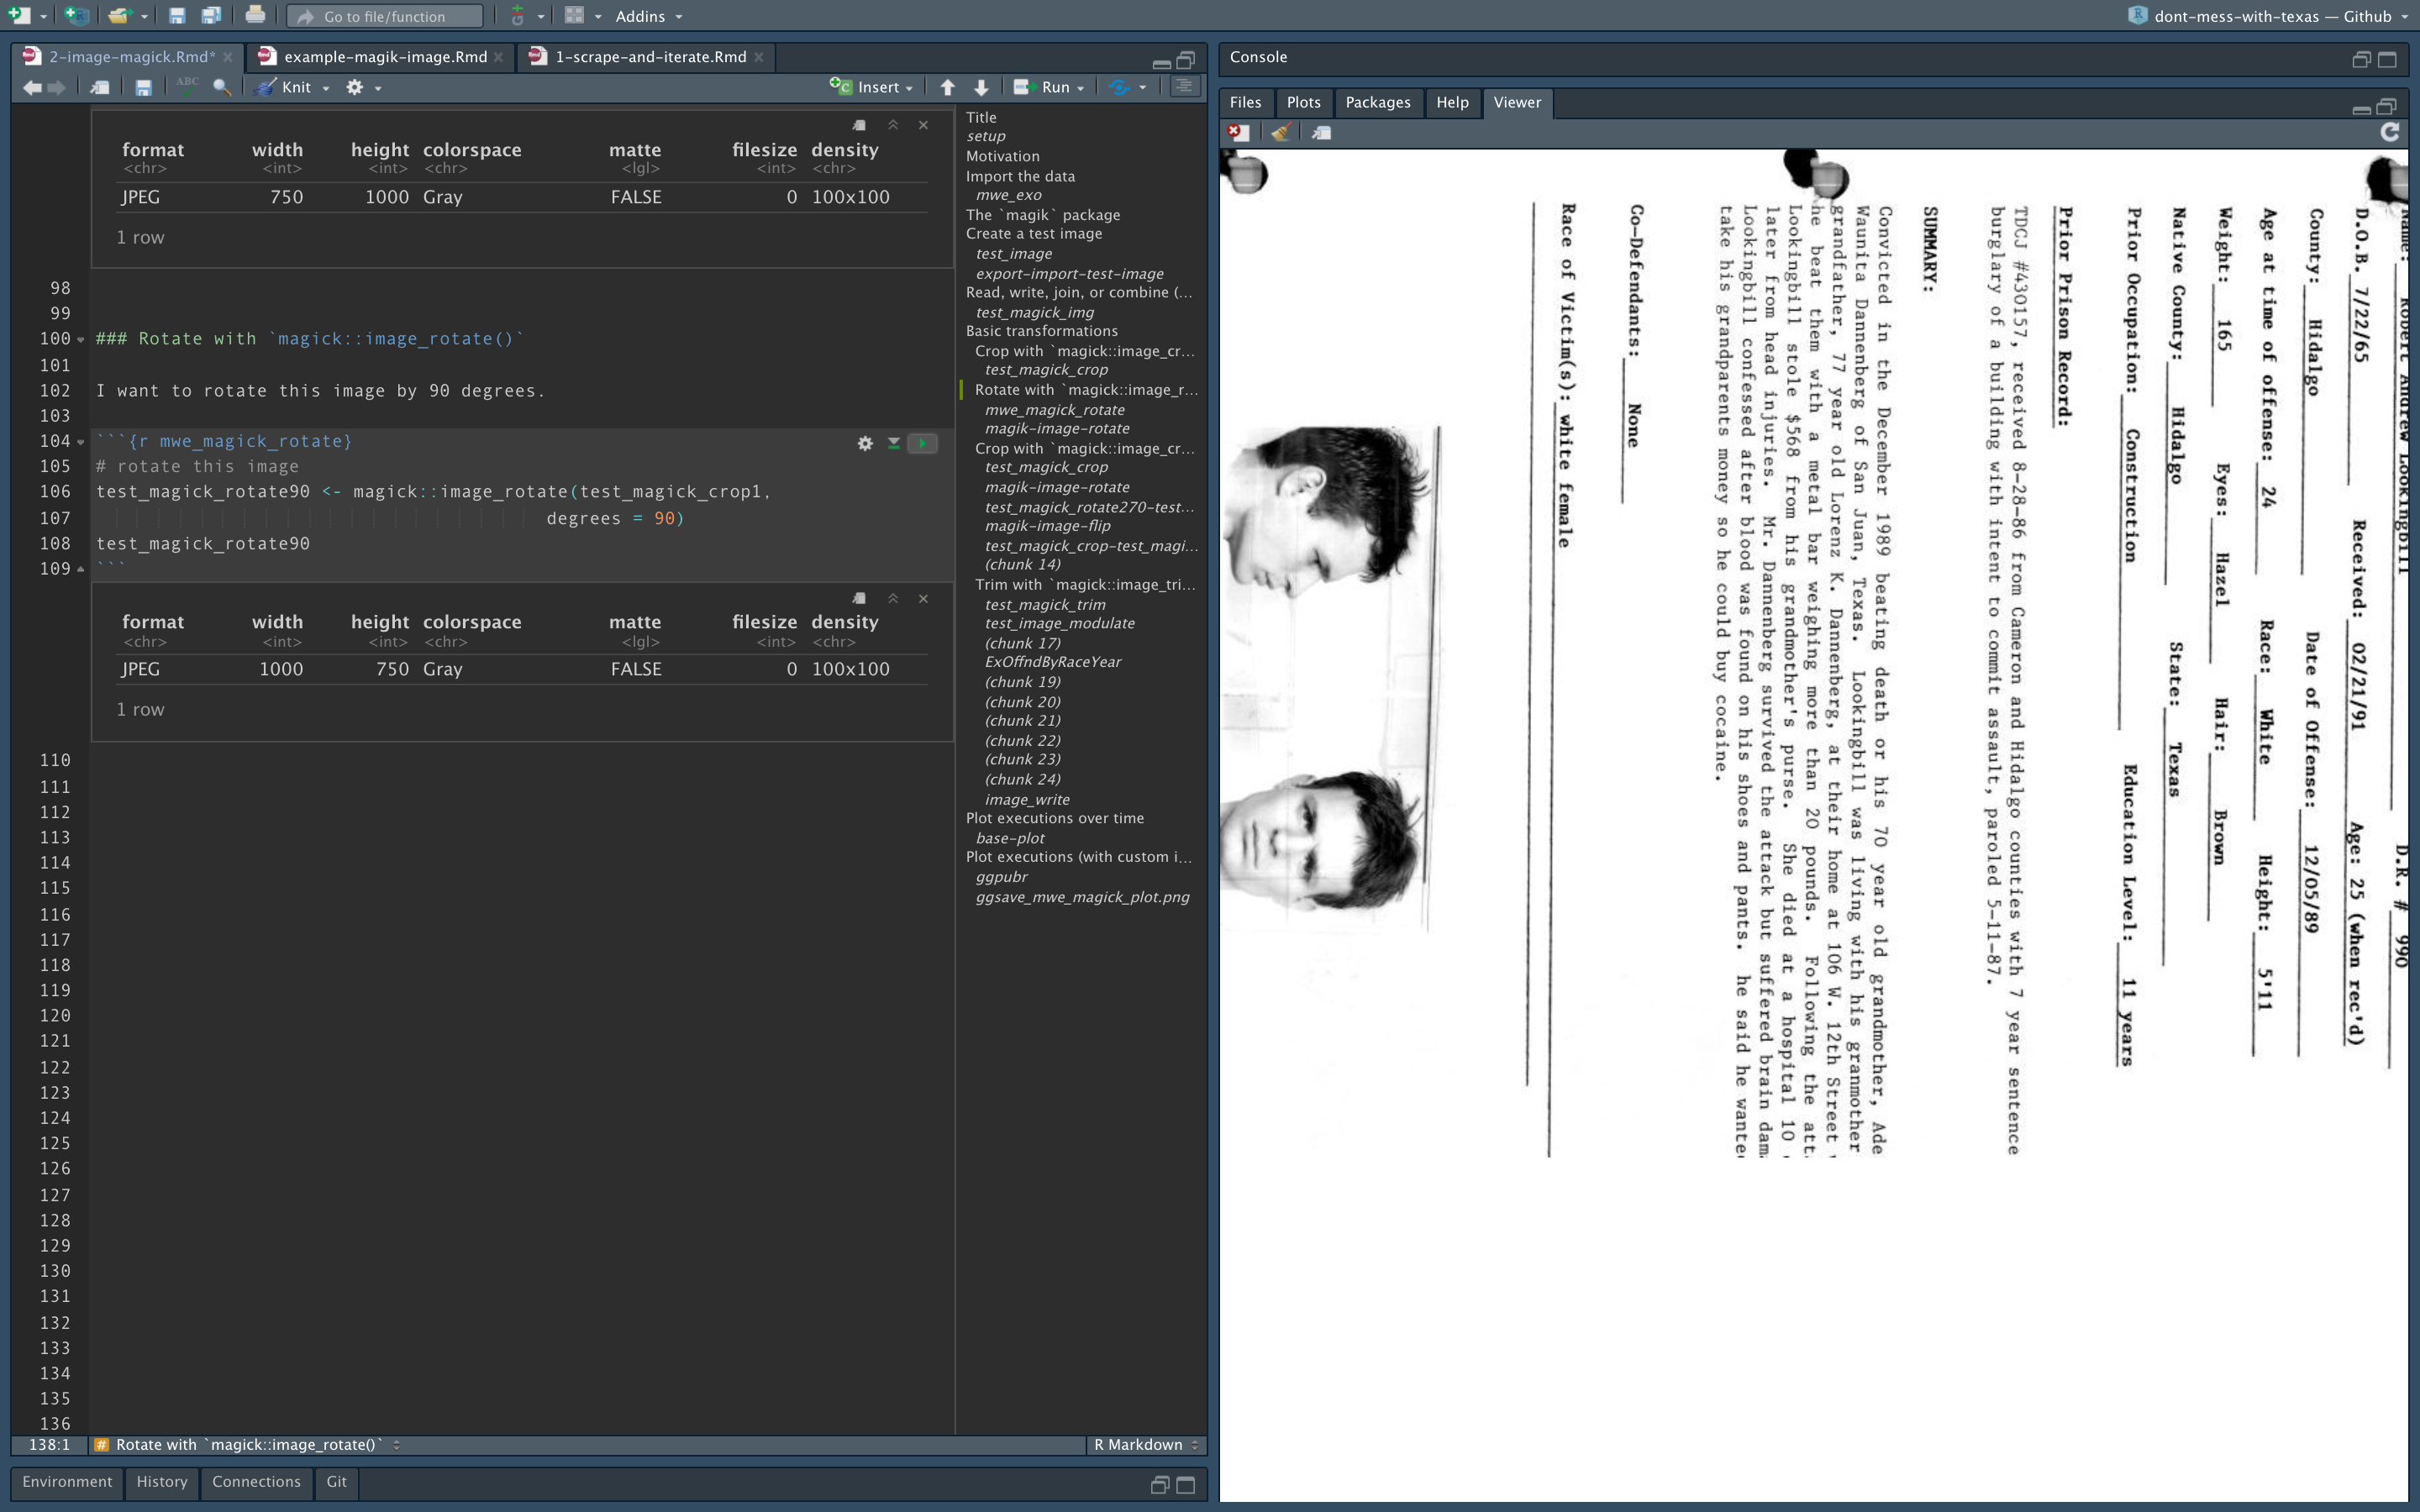 Go to file/function
Addins
dont-mess-with-texas — Github
2-image-magick.Rmd*
example-magik-image.Rmd
1-scrape-and-iterate.Rmd
ABC
Knit
Insert
Run
format width height colorspace matte filesize density
<chr> <int> <int> <chr> <lgl> <int> <chr>
JPEG 750 1000 Gray FALSE 0 100x100
1 row
98
99
100 ### Rotate with `magick::image_rotate()`
101
102 I want to rotate this image by 90 degrees.
103
104 ```{r mwe_magick_rotate}
105 # rotate this image
106 test_magick_rotate90 <- magick::image_rotate(test_magick_crop1,
107 degrees = 90)
108 test_magick_rotate90
109 ```
format width height colorspace matte filesize density
<chr> <int> <int> <chr> <lgl> <int> <chr>
JPEG 1000 750 Gray FALSE 0 100x100
1 row
110
111
112
113
114
115
116
117
118
119
120
121
122
123
124
125
126
127
128
129
130
131
132
133
134
135
136
138:1 # Rotate with `magick::image_rotate()`
R Markdown
Environment History Connections Git
Title
setup
Motivation
Import the data
mwe_exo
The `magik` package
Create a test image
test_image
export-import-test-image
Read, write, join, or combine (...
test_magick_img
Basic transformations
Crop with `magick::image_cr...
test_magick_crop
Rotate with `magick::image_r...
mwe_magick_rotate
magik-image-rotate
Crop with `magick::image_cr...
test_magick_crop
magik-image-rotate
test_magick_rotate270-test...
magik-image-flip
test_magick_crop-test_magi...
(chunk 14)
Trim with `magick::image_tri...
test_magick_trim
test_image_modulate
(chunk 17)
ExOffndByRaceYear
(chunk 19)
(chunk 20)
(chunk 21)
(chunk 22)
(chunk 23)
(chunk 24)
image_write
Plot executions over time
base-plot
Plot executions (with custom i...
ggpubr
ggsave_mwe_magick_plot.png
Console
Files Plots Packages Help Viewer
Name: Robert Andrew Lookingbill D.R. # 990
D.O.B. 7/22/65 Received: 02/21/91 Age: 25 (when rec'd)
County: Hidalgo Date of Offense: 12/05/89
Age at time of offense: 24 Race: White Height: 5'11
Weight: 165 Eyes: Hazel Hair: Brown
Native County: Hidalgo State: Texas
Prior Occupation: Construction Education Level: 11 years
Prior Prison Record:
TDCJ #430157, received 8-28-86 from Cameron and Hidalgo counties with 7 year sentence
burglary of a building with intent to commit assault, paroled 5-11-87.
SUMMARY:
Convicted in the December 1989 beating death or his 70 year old grandmother, Ade
Waunita Dannenberg of San Juan, Texas. Lookingbill was living with his granmother
grandfather, 77 year old Lorenz K. Dannenberg, at their home at 106 W. 12th Street
he beat them with a metal bar weighing more than 20 pounds. Following the att
Lookingbill stole $568 from his grandmother's purse. She died at a hospital 10
later from head injuries. Mr. Dannenberg survived the attack but suffered brain dam
Lookingbill confessed after blood was found on his shoes and pants. he said he wante
take his grandparents money so he could buy cocaine.
Co-Defendants: None
Race of Victim(s): white female